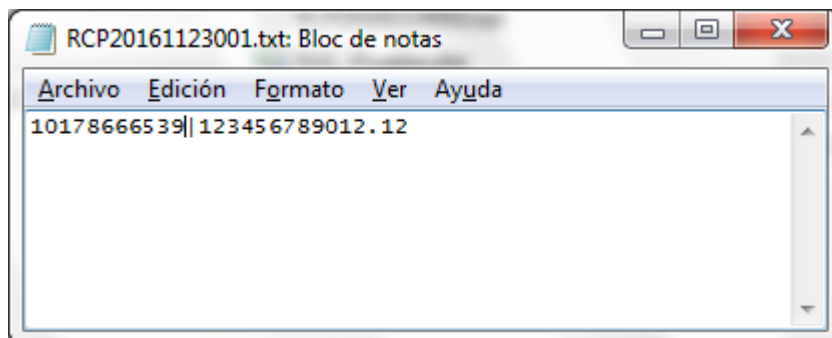 RCP20161123001.txt: Bloc de notas
Archivo Edición Formato Ver Ayuda
10178666539|123456789012.12